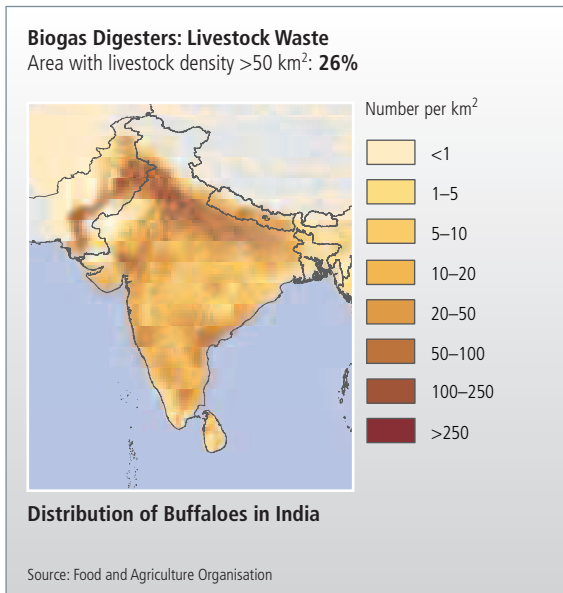 Biogas Digesters: Livestock Waste
Area with livestock density >50 km²: 26%
Number per km²
<1
1–5
5–10
10–20
20–50
50–100
100–250
>250
Distribution of Buffaloes in India
Source: Food and Agriculture Organisation